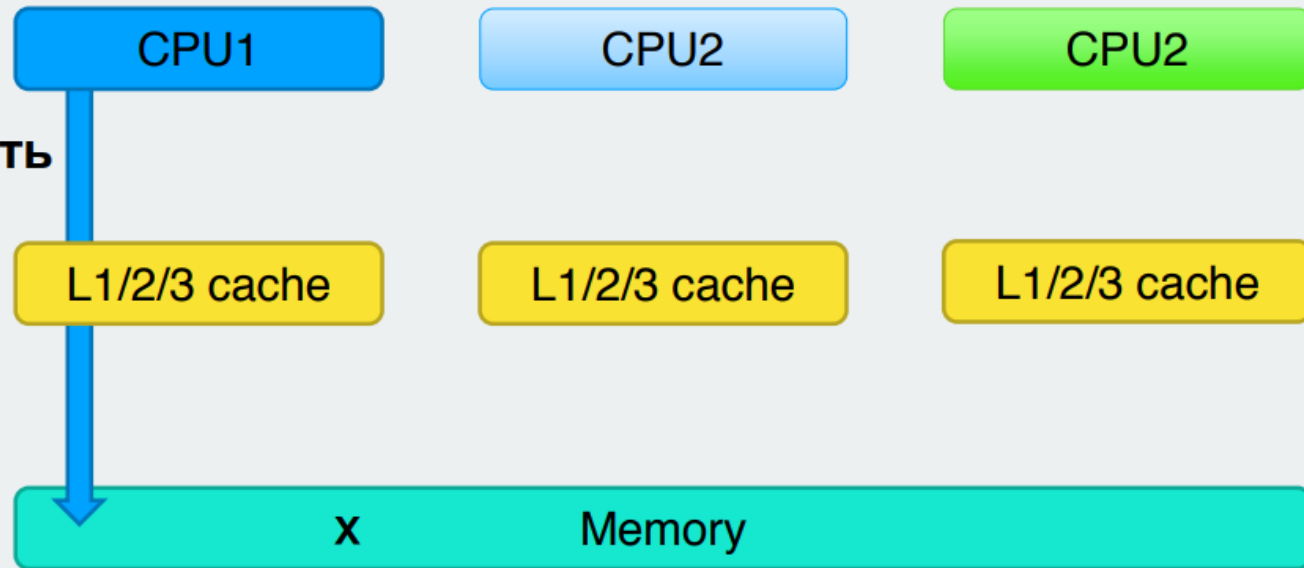 CPU1 CPU2 CPU2
ть
L1/2/3 cache L1/2/3 cache L1/2/3 cache
x Memory